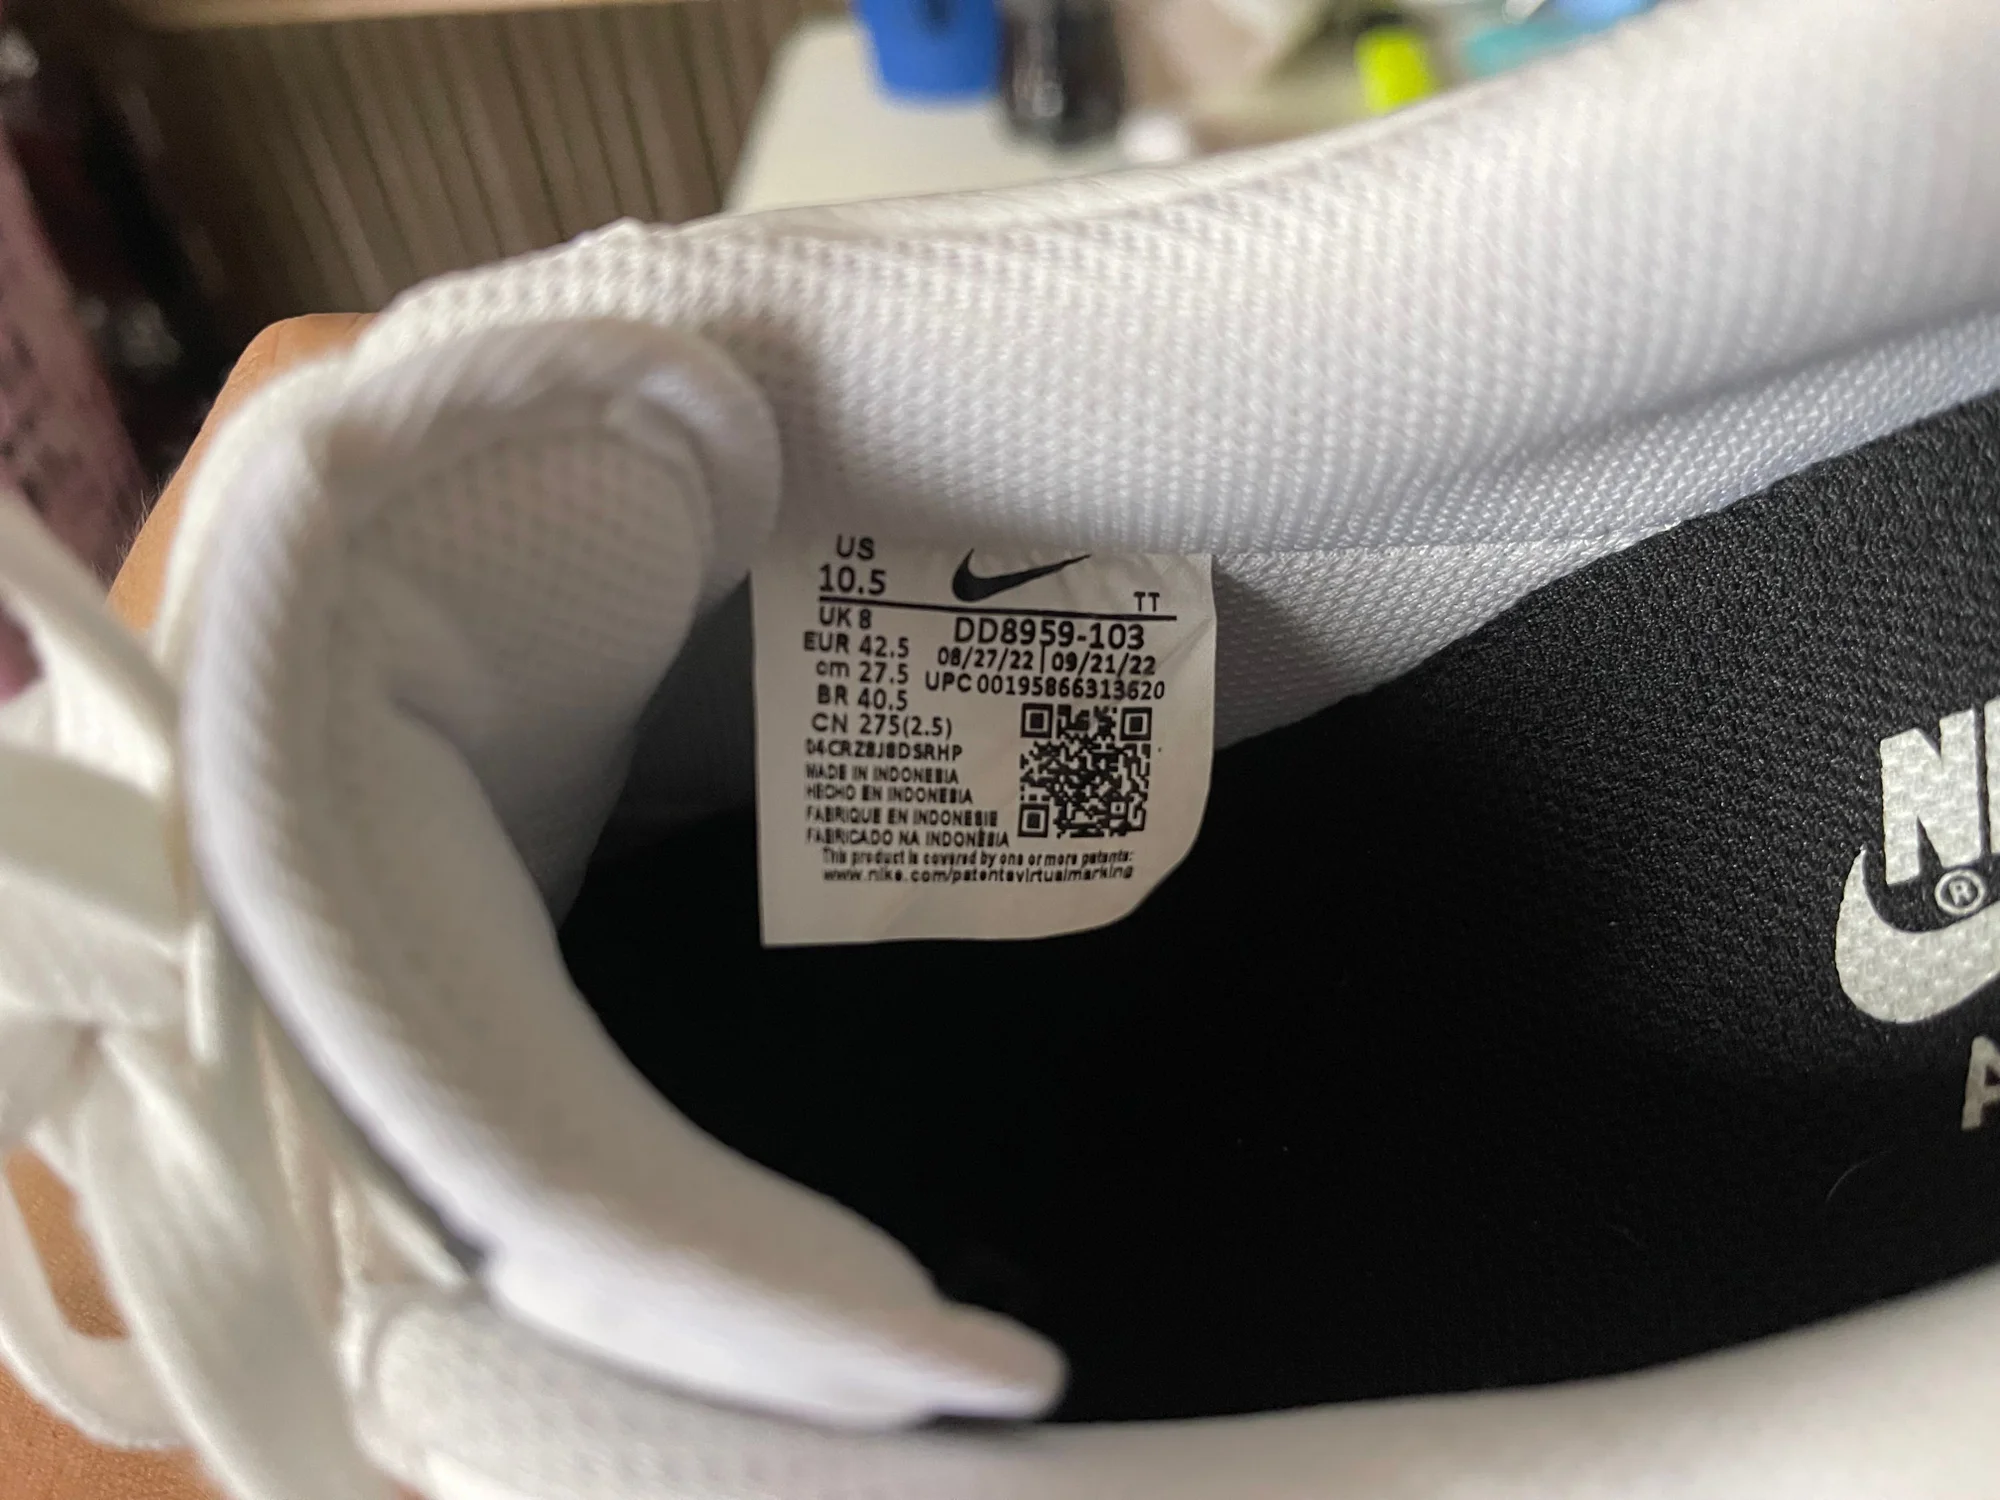 US
10.5
TT
UK 8
EUR 42.5
cm 27.5
BR 40.5
CN 275(2.5)
DD8959-103
08/27/22 | 09/21/22
UPC 00195866313620
04CRZ8J8DSRHP
MADE IN INDONESIA
HECHO EN INDONESIA
FABRIQUE EN INDONESIE
FABRICADO NA INDONÉSIA
This product is covered by one or more patents:
www.nike.com/patentsvirtualmarking
NI
®
A